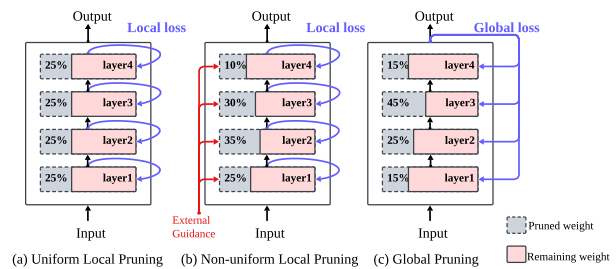 Output
Local loss
25%
layer4
25%
layer3
25%
layer2
25%
layer1
Input
(a) Uniform Local Pruning
Output
Local loss
10%
layer4
30%
layer3
35%
layer2
25%
layer1
External
Guidance
Input
(b) Non-uniform Local Pruning
Output
Global loss
15%
layer4
45%
layer3
25%
layer2
15%
layer1
Input
(c) Global Pruning
Pruned weight
Remaining weight